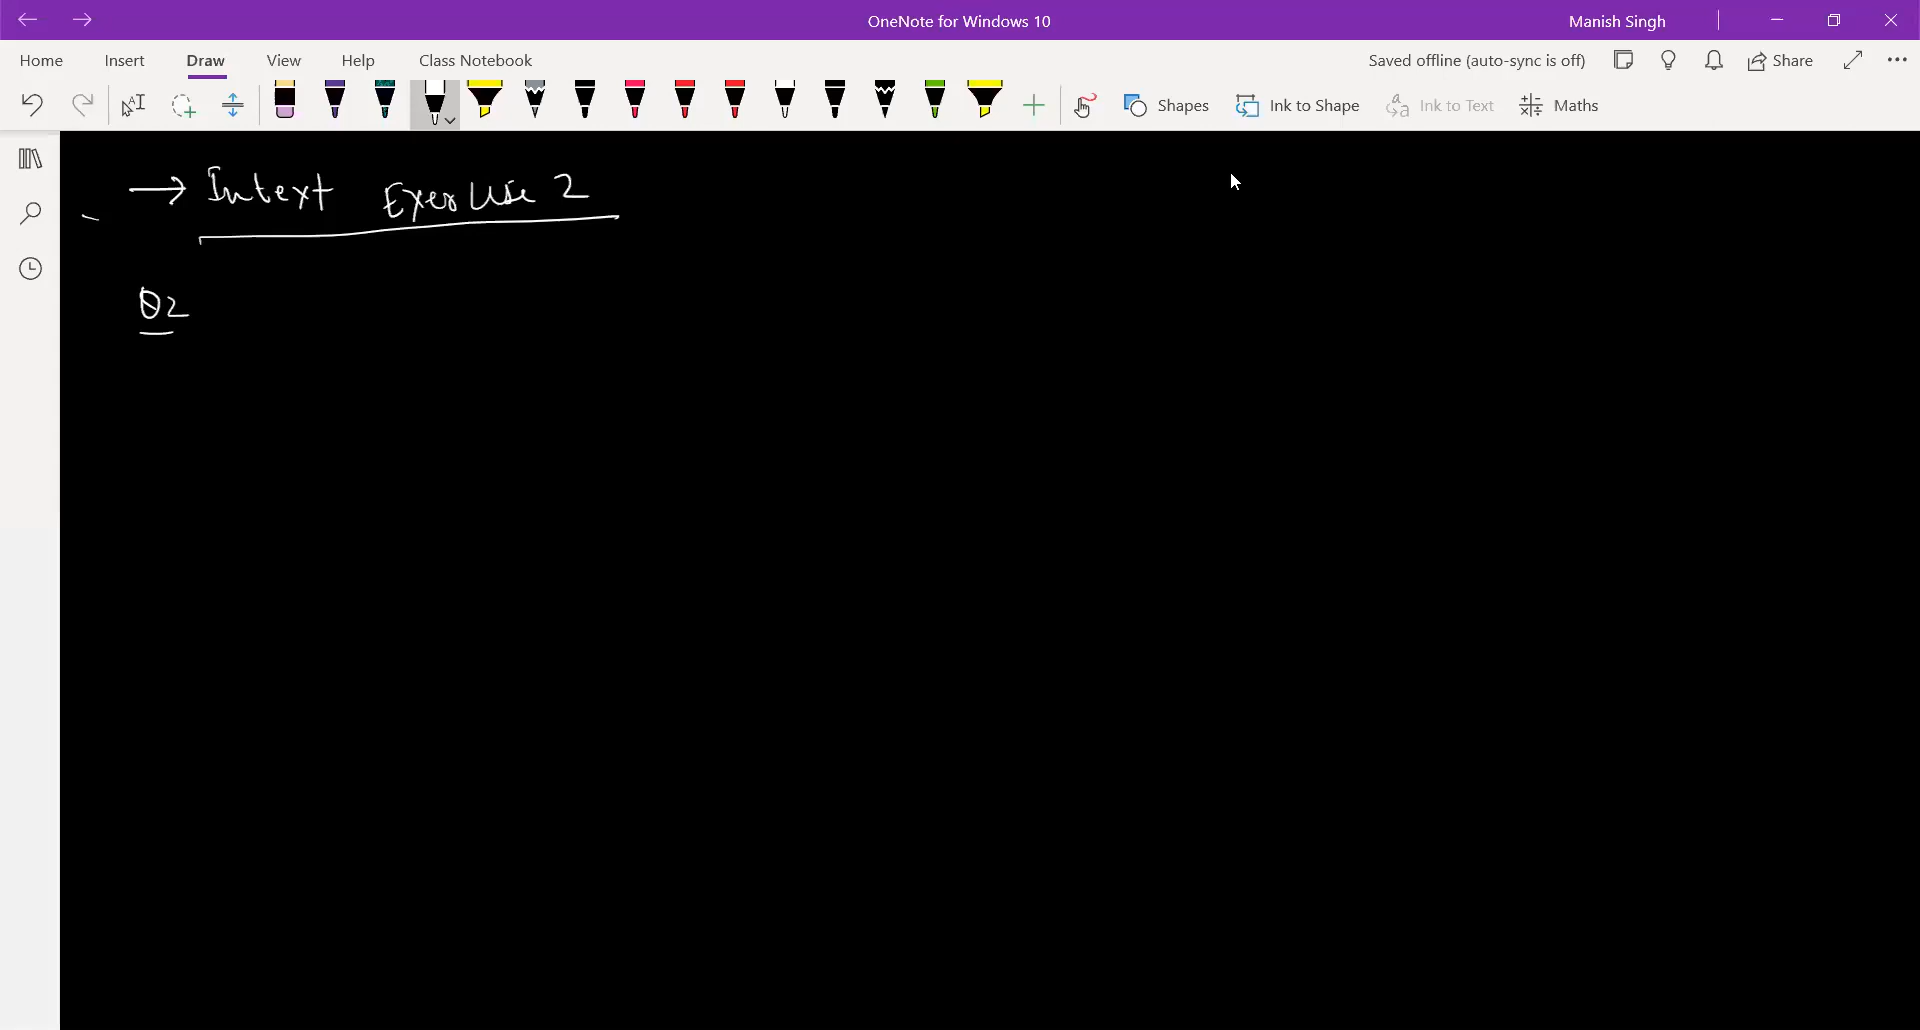 OneNote for Windows 10
Manish Singh
Home Insert Draw View Help Class Notebook
Saved offline (auto-sync is off) Share
Shapes Ink to Shape Ink to Text Maths
→ Intext Exercise 2
Q2